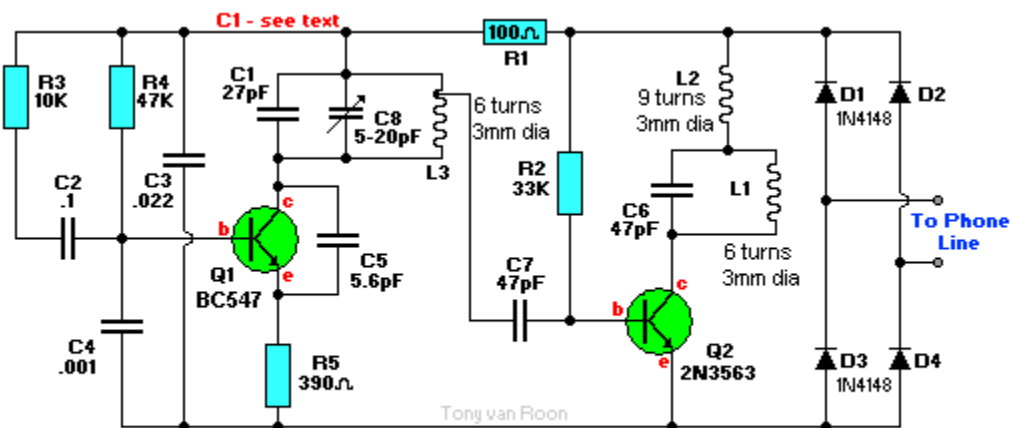 C1 - see text
100Ω
R1
R3
10K
R4
47K
C1
27pF
C8
5-20pF
L3
6 turns
3mm dia
L2
9 turns
3mm dia
D1
1N4148
D2
C2
.1
C3
.022
R2
33K
C6
47pF
L1
6 turns
3mm dia
To Phone
Line
b
c
e
Q1
BC547
C5
5.6pF
C7
47pF
b
c
e
Q2
2N3563
C4
.001
R5
390Ω
D3
1N4148
D4
Tony van Roon